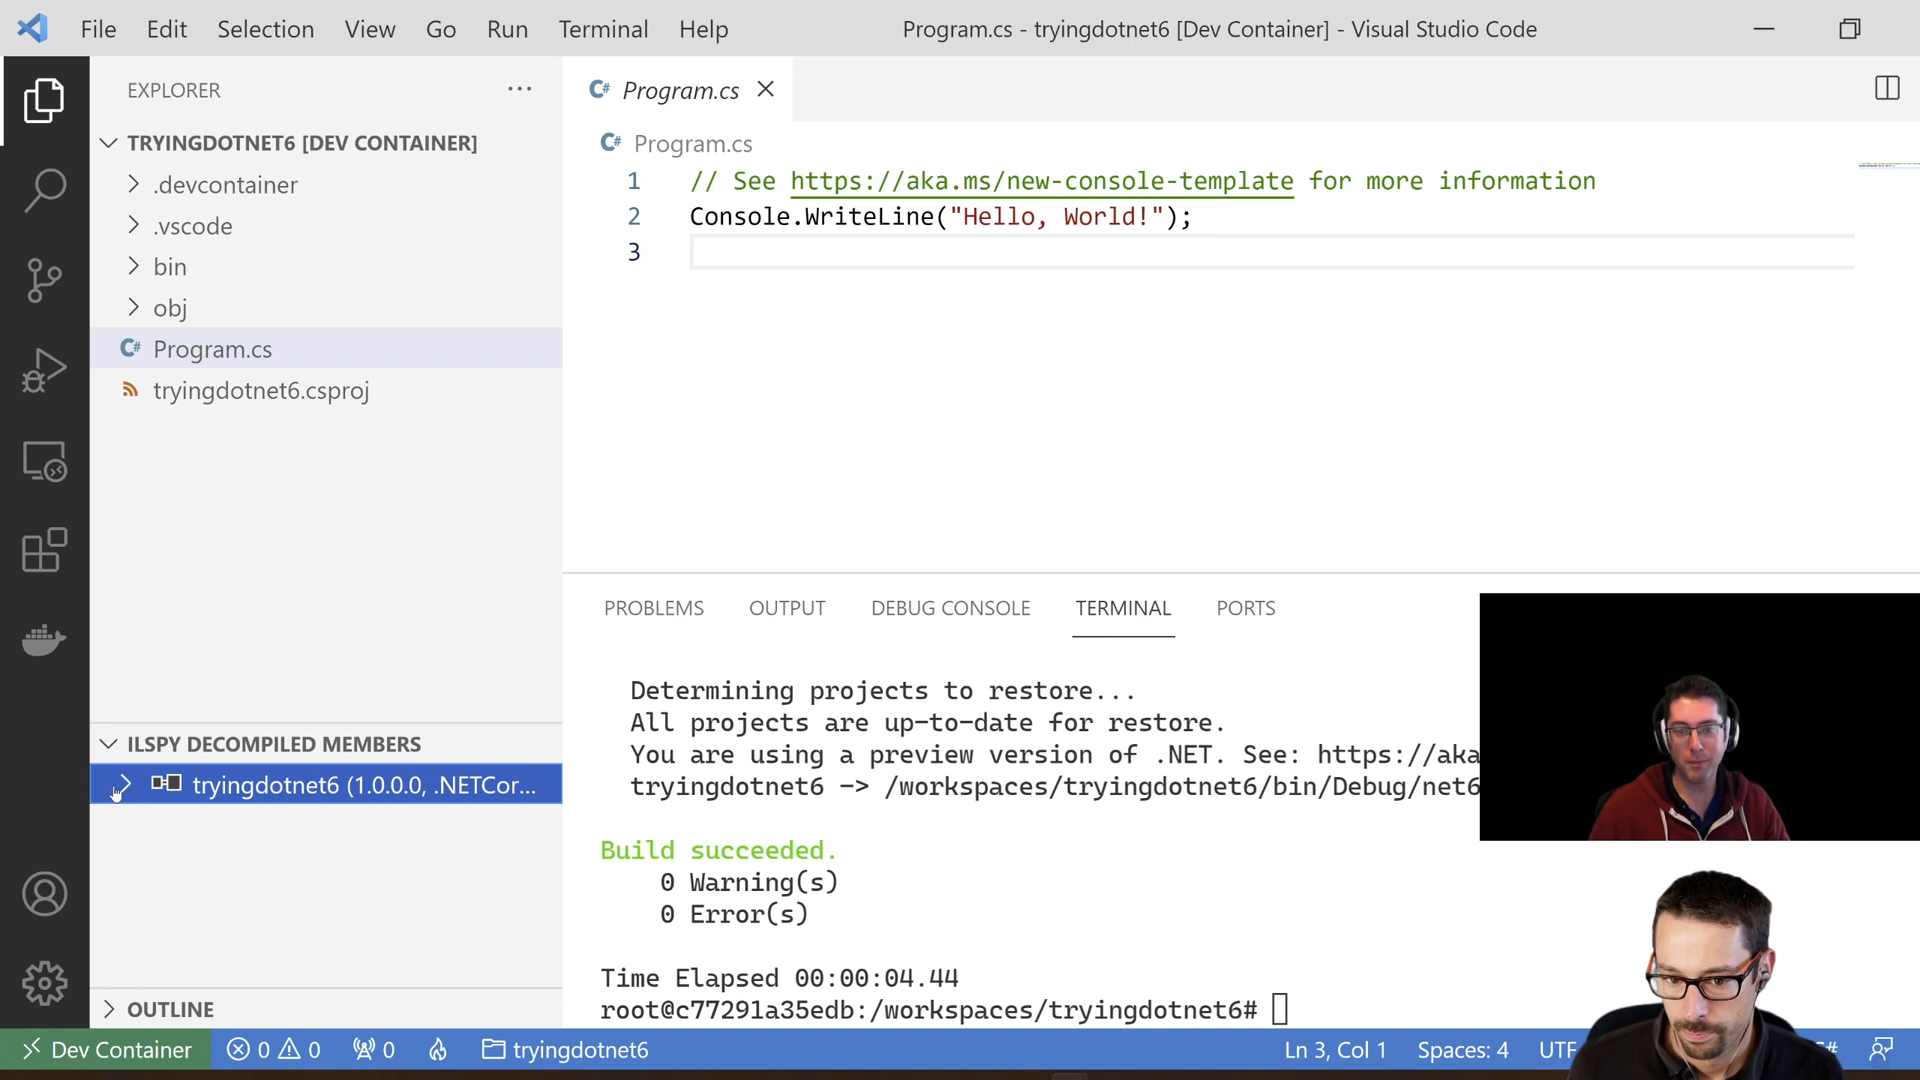 File Edit Selection View Go Run Terminal Help
Program.cs - tryingdotnet6 [Dev Container] - Visual Studio Code
EXPLORER
TRYINGDOTNET6 [DEV CONTAINER]
.devcontainer
.vscode
bin
obj
C# Program.cs
tryingdotnet6.csproj
ILSPY DECOMPILED MEMBERS
tryingdotnet6 (1.0.0.0, .NETCor...
OUTLINE
C# Program.cs
C# Program.cs
1 // See https://aka.ms/new-console-template for more information
2 Console.WriteLine("Hello, World!");
3
PROBLEMS OUTPUT DEBUG CONSOLE TERMINAL PORTS
Determining projects to restore...
All projects are up-to-date for restore.
You are using a preview version of .NET. See: https://aka
tryingdotnet6 -> /workspaces/tryingdotnet6/bin/Debug/net6
Build succeeded.
0 Warning(s)
0 Error(s)
Time Elapsed 00:00:04.44
root@c77291a35edb:/workspaces/tryingdotnet6#
Dev Container 0 0 0 tryingdotnet6 Ln 3, Col 1 Spaces: 4 UTF